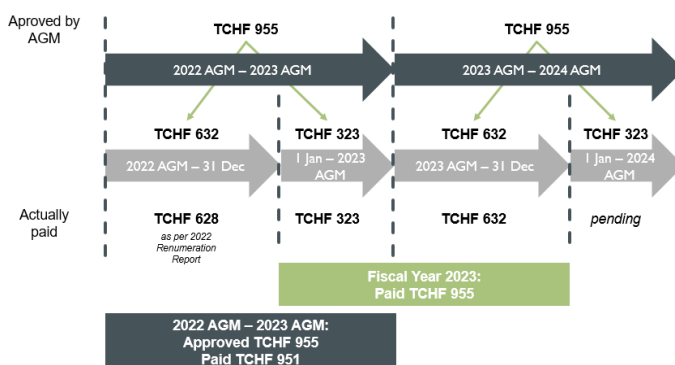 Aproved by
AGM
TCHF 955
TCHF 955
2022 AGM – 2023 AGM
2023 AGM – 2024 AGM
TCHF 632
TCHF 323
TCHF 632
TCHF 323
2022 AGM – 31 Dec
1 Jan – 2023
AGM
2023 AGM – 31 Dec
1 Jan – 2024
AGM
Actually
paid
TCHF 628
as per 2022
Renumeration
Report
TCHF 323
TCHF 632
pending
Fiscal Year 2023:
Paid TCHF 955
2022 AGM – 2023 AGM:
Approved TCHF 955
Paid TCHF 951